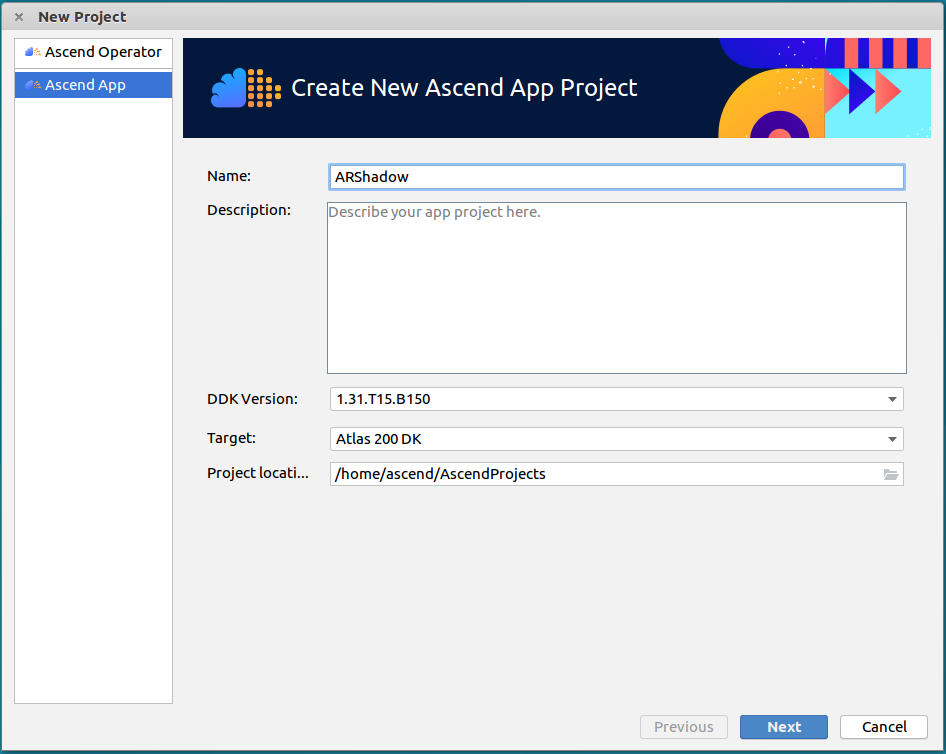 New Project
Ascend Operator
Ascend App
Create New Ascend App Project
Name:
ARShadow
Description:
Describe your app project here.
DDK Version:
1.31.T15.B150
Target:
Atlas 200 DK
Project locati...
/home/ascend/AscendProjects
Previous
Next
Cancel